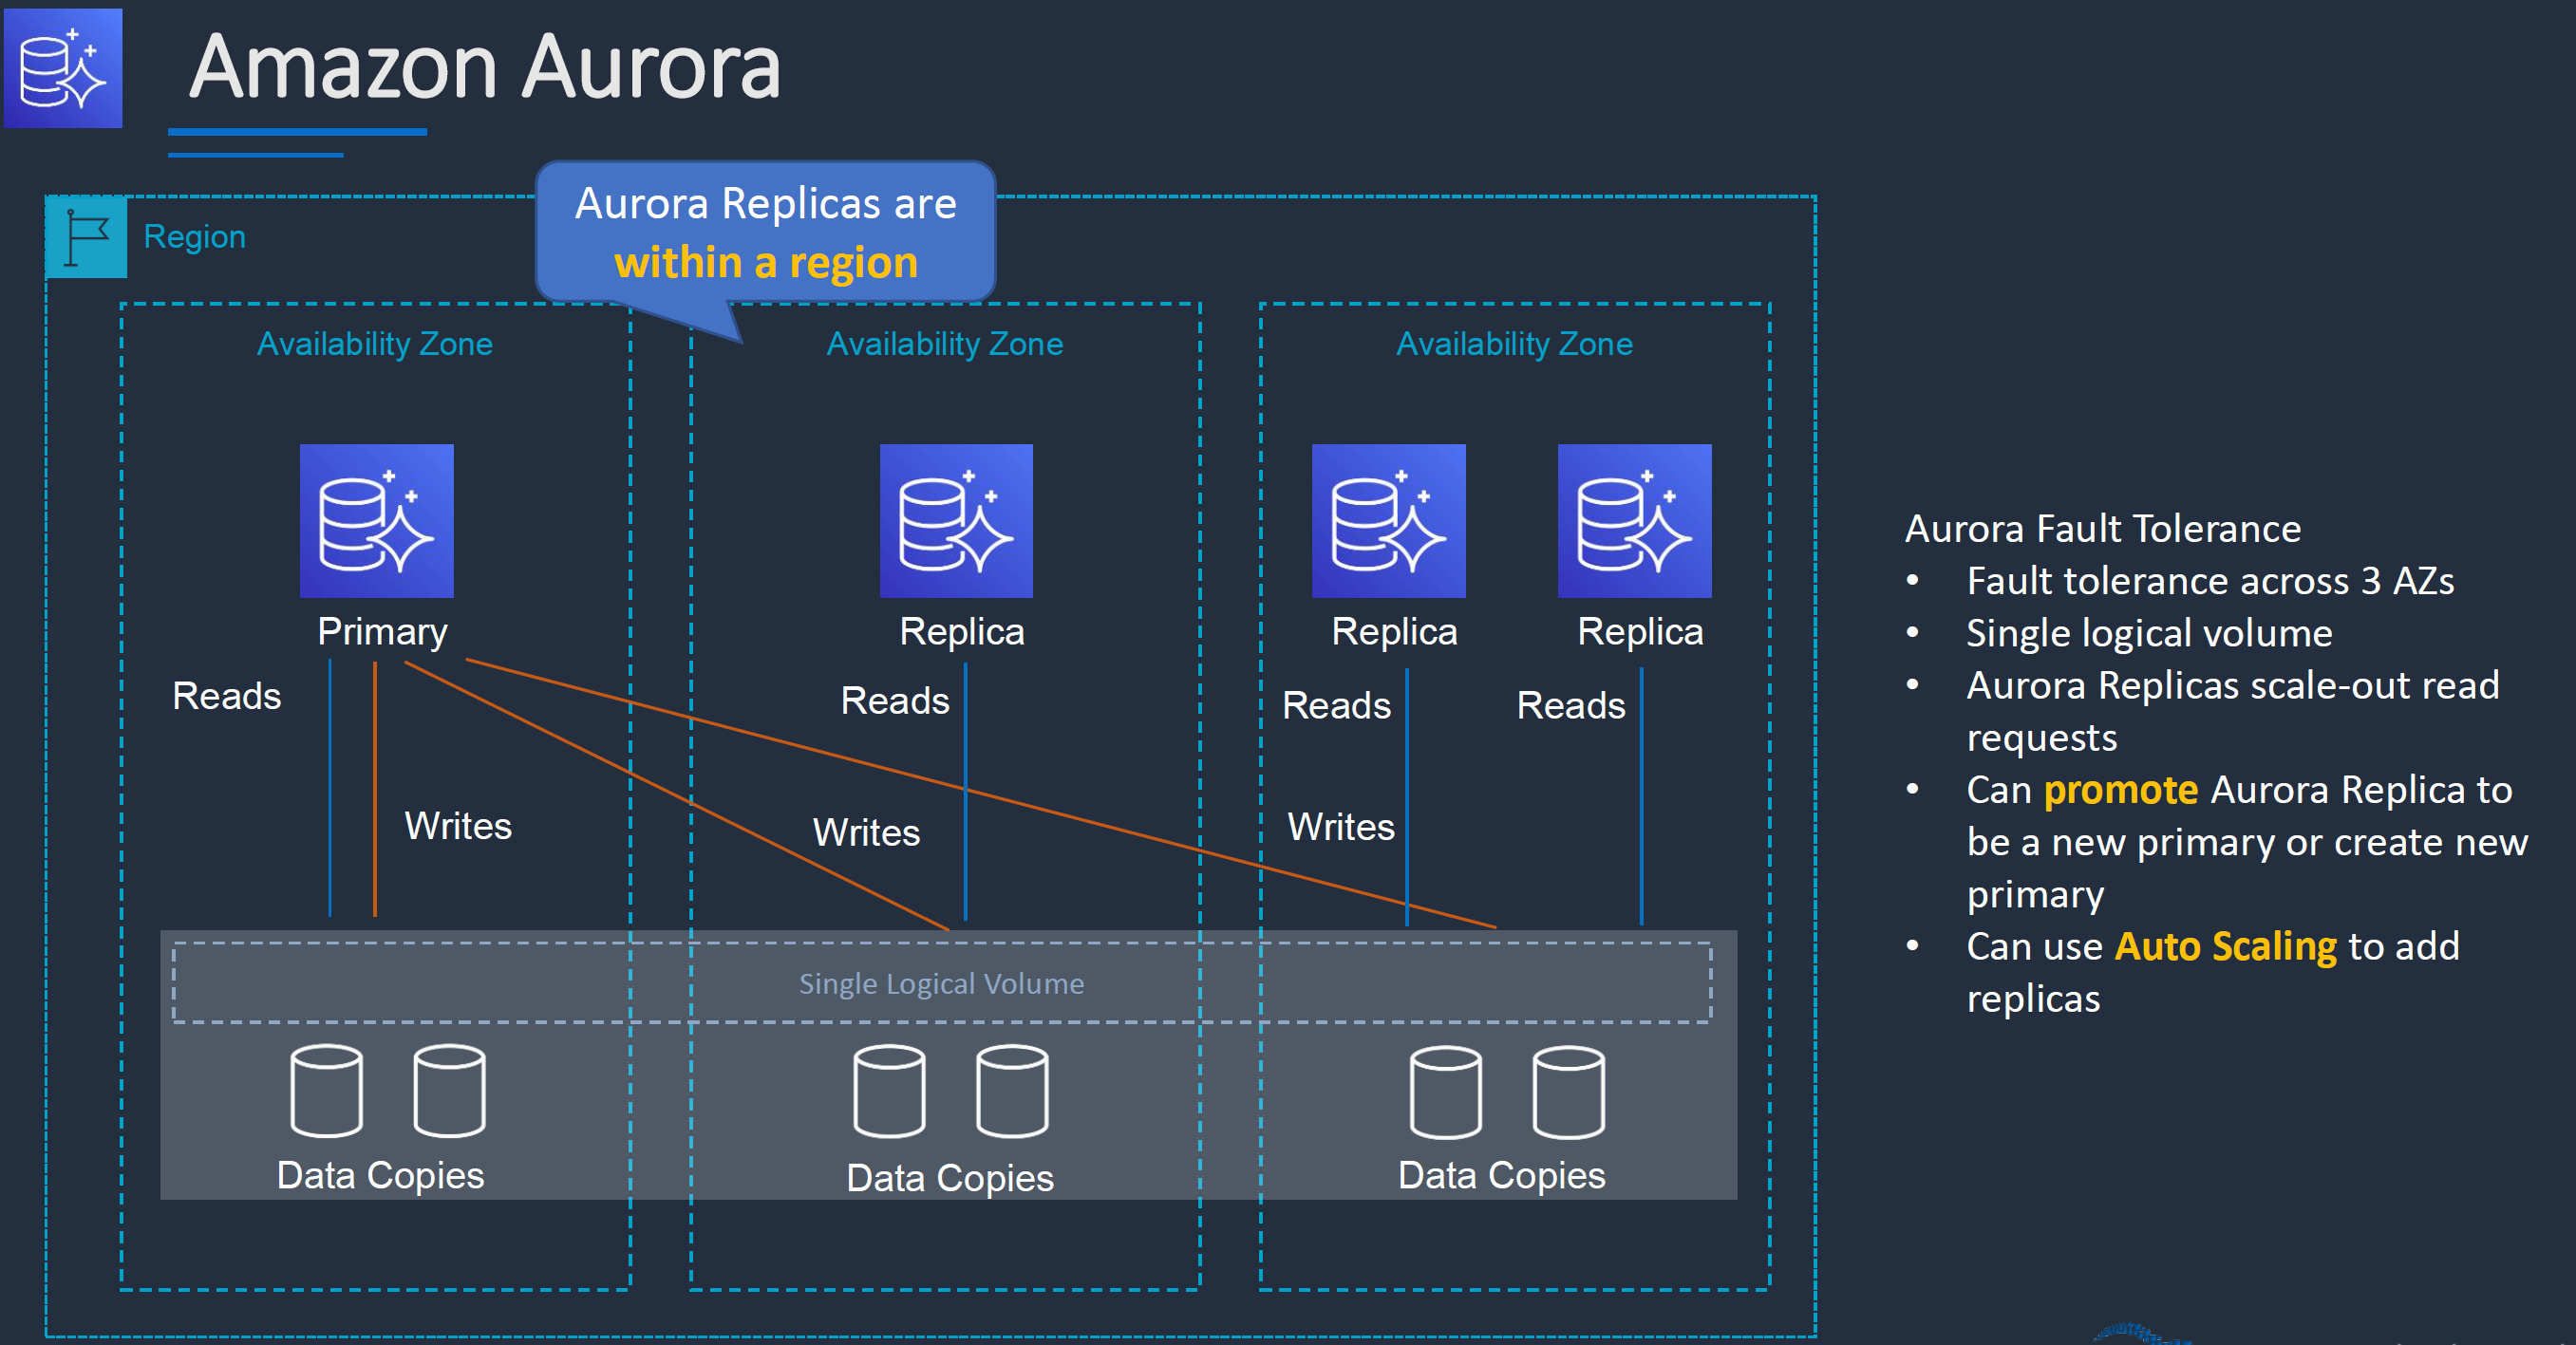 Amazon Aurora
Aurora Replicas are
within a region
Region
Availability Zone
Availability Zone
Availability Zone
Primary
Replica
Replica
Replica
Reads
Reads
Reads
Reads
Writes
Writes
Writes
Single Logical Volume
Data Copies
Data Copies
Data Copies
Aurora Fault Tolerance
• Fault tolerance across 3 AZs
• Single logical volume
• Aurora Replicas scale-out read
requests
• Can promote Aurora Replica to
be a new primary or create new
primary
• Can use Auto Scaling to add
replicas